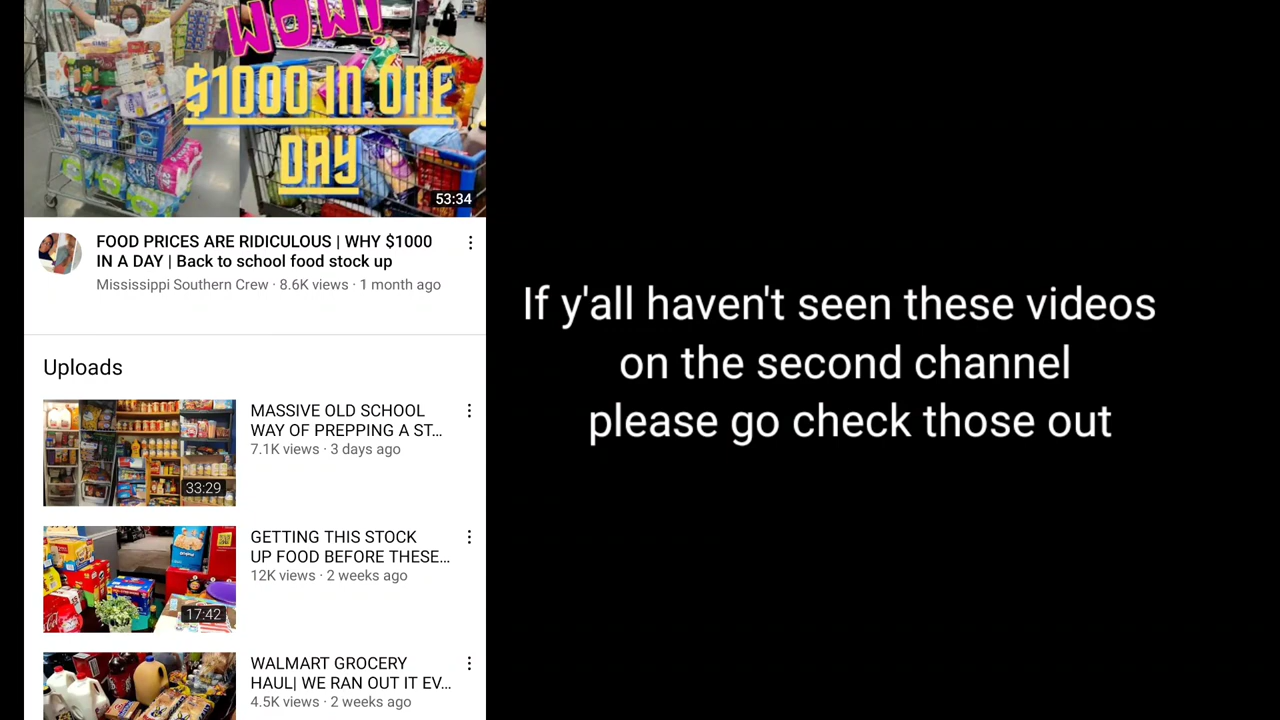 WOW!
$1000 IN ONE
DAY
53:34
FOOD PRICES ARE RIDICULOUS | WHY $1000
IN A DAY | Back to school food stock up
Mississippi Southern Crew · 8.6K views · 1 month ago
Uploads
MASSIVE OLD SCHOOL
WAY OF PREPPING A ST...
7.1K views · 3 days ago
33:29
GETTING THIS STOCK
UP FOOD BEFORE THESE...
12K views · 2 weeks ago
17:42
WALMART GROCERY
HAUL| WE RAN OUT IT EV...
4.5K views · 2 weeks ago
If y'all haven't seen these videos
on the second channel
please go check those out